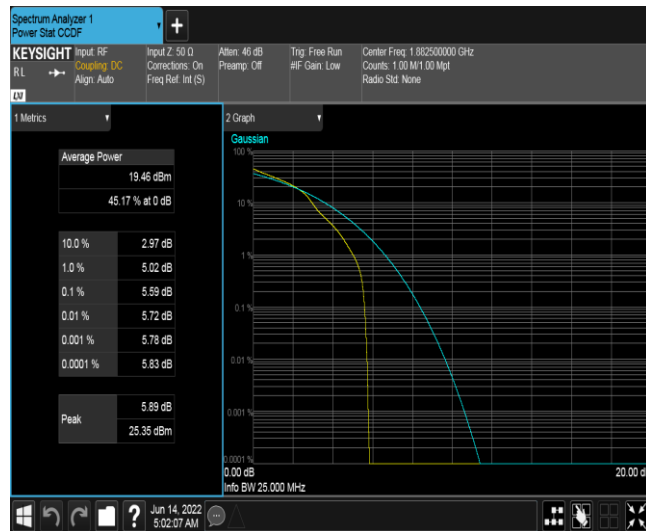 Spectrum Analyzer 1
Power Stat CCDF
+
KEYSIGHT
RL
LXI
Input: RF
Coupling: DC
Align: Auto
Input Z: 50 Ω
Corrections: On
Freq Ref: Int (S)
Atten: 46 dB
Preamp: Off
Trig: Free Run
#IF Gain: Low
Center Freq: 1.882500000 GHz
Counts: 1.00 M/1.00 Mpt
Radio Std: None
1 Metrics
Average Power
19.46 dBm
45.17 % at 0 dB
10.0 % 2.97 dB
1.0 % 5.02 dB
0.1 % 5.59 dB
0.01 % 5.72 dB
0.001 % 5.78 dB
0.0001 % 5.83 dB
Peak
5.89 dB
25.35 dBm
2 Graph
Gaussian
100 %
10 %
1 %
0.1 %
0.01 %
0.001 %
0.0001 %
0.00 dB
20.00 d
Info BW 25.000 MHz
?
Jun 14, 2022
5:02:07 AM